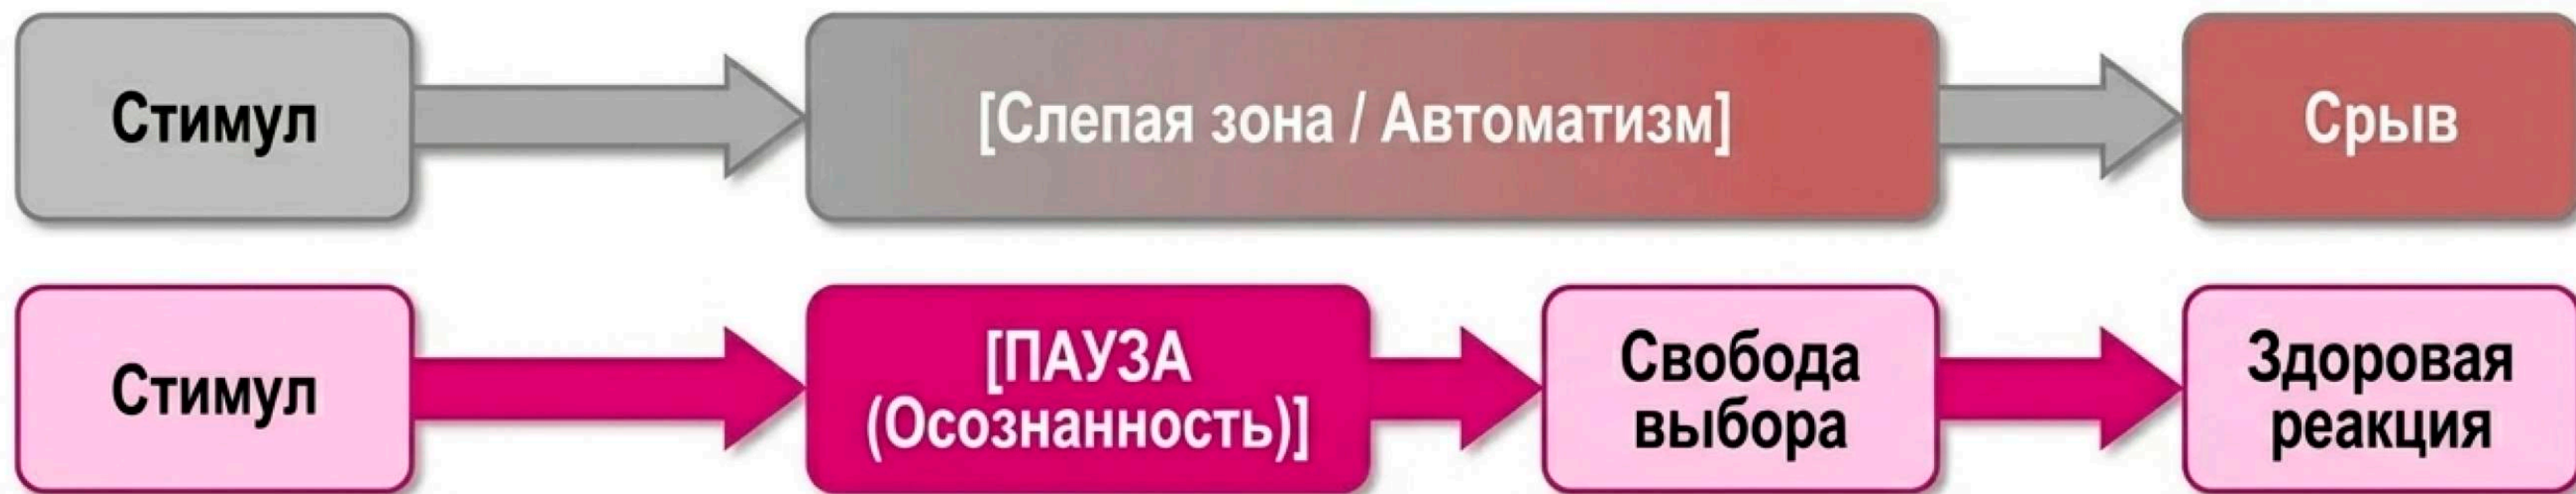 Стимул
[Слепая зона / Автоматизм]
Срыв
Стимул
[ПАУЗА
(Осознанность)]
Свобода
выбора
Здоровая
реакция